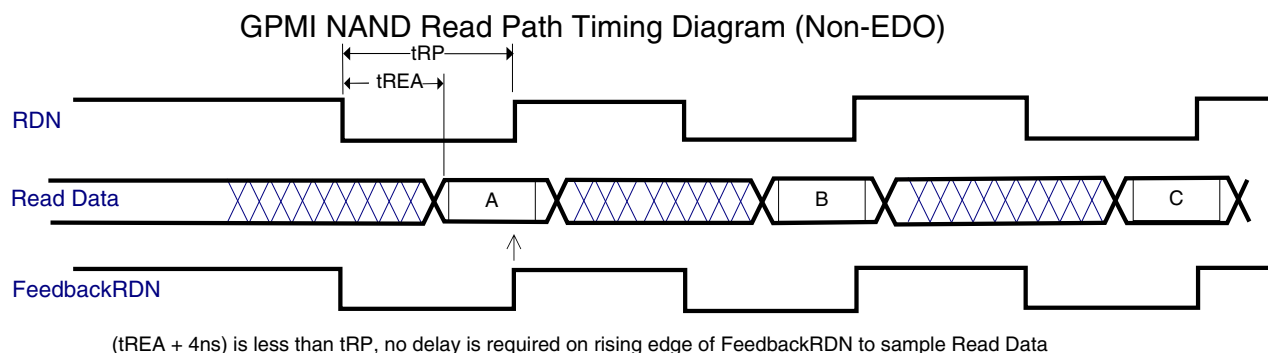 GPMI NAND Read Path Timing Diagram (Non-EDO)
tRP
tREA
RDN
Read Data
A
B
C
FeedbackRDN
(tREA + 4ns) is less than tRP, no delay is required on rising edge of FeedbackRDN to sample Read Data